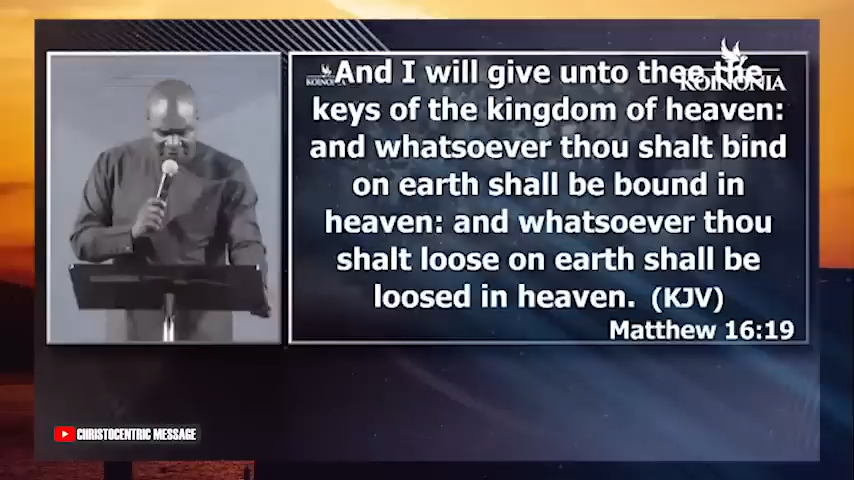 And I will give unto thee the
keys of the kingdom of heaven:
and whatsoever thou shalt bind
on earth shall be bound in
heaven: and whatsoever thou
shalt loose on earth shall be
loosed in heaven. (KJV)
Matthew 16:19
KOINONIA
KOINONIA
CHRISTOCENTRIC MESSAGE